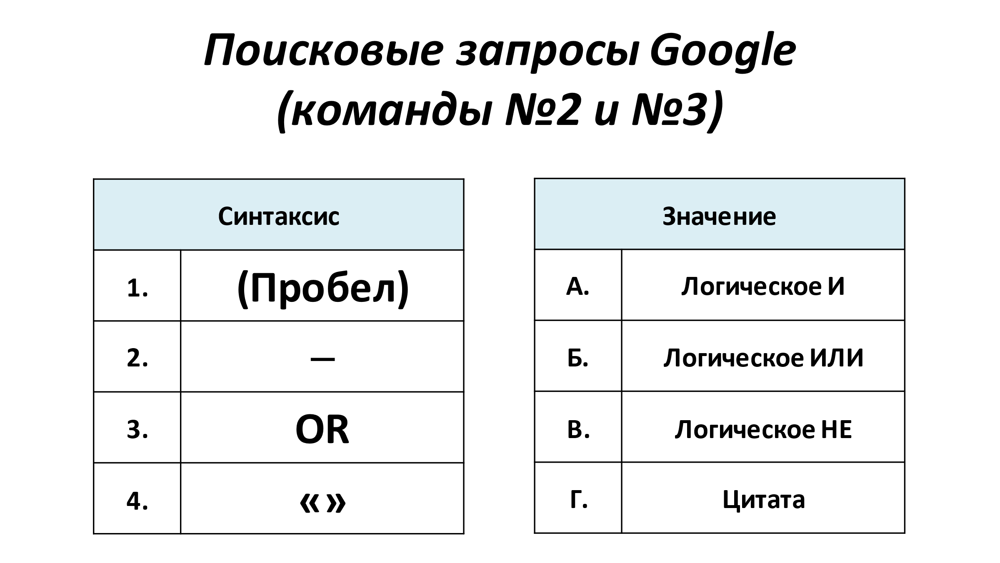 Поисковые запросы Google
(команды №2 и №3)
Синтаксис
1. (Пробел)
2. —
3. OR
4. «»
Значение
А. Логическое И
Б. Логическое ИЛИ
В. Логическое НЕ
Г. Цитата